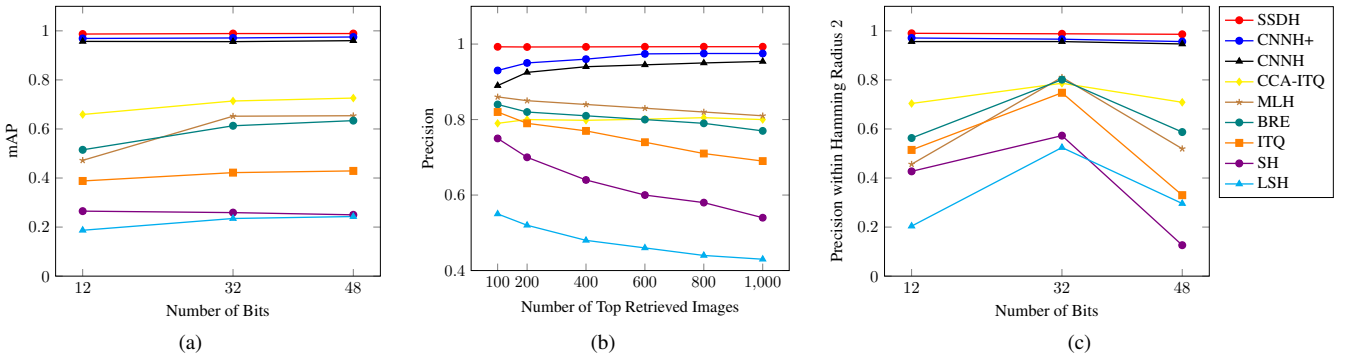 1
0.8
0.6
0.4
0.2
0
mAP
12
32
48
Number of Bits
(a)
1
0.8
0.6
0.4
Precision
100 200 400 600 800 1,000
Number of Top Retrieved Images
(b)
1
0.8
0.6
0.4
0.2
0
Precision within Hamming Radius 2
12
32
48
Number of Bits
(c)
SSDH
CNNH+
CNNH
CCA-ITQ
MLH
BRE
ITQ
SH
LSH